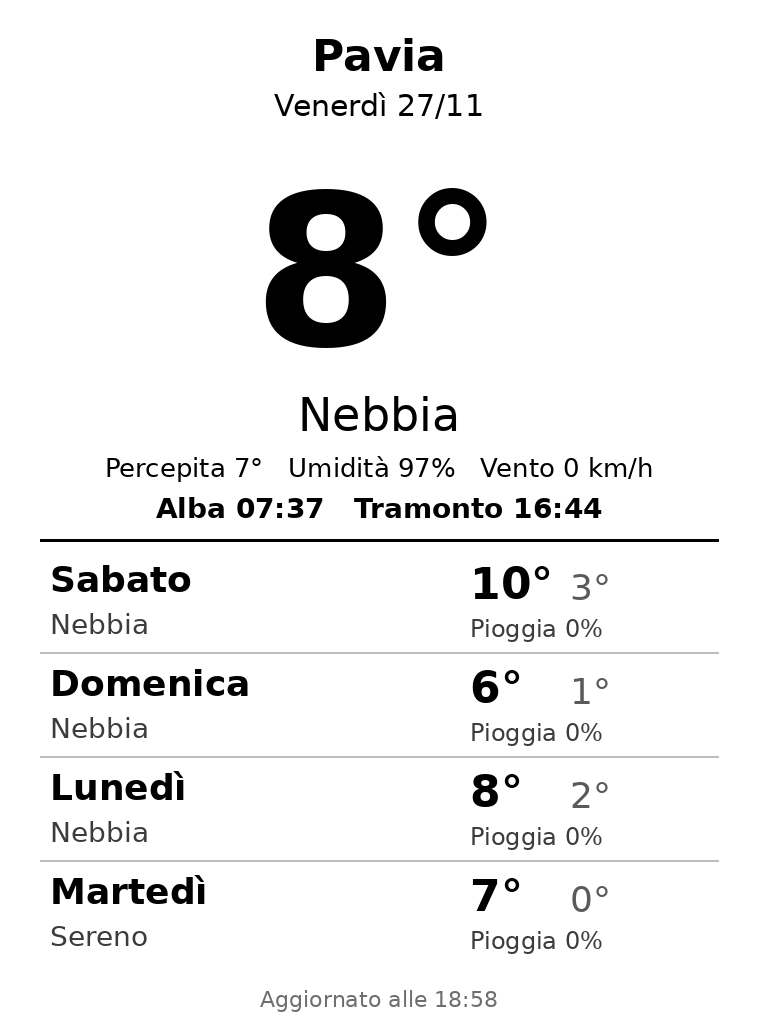 Pavia
Venerdì 27/11
8°
Nebbia
Percepita 7° Umidità 97% Vento 0 km/h
Alba 07:37 Tramonto 16:44
Sabato 10° 3°
Nebbia Pioggia 0%
Domenica 6° 1°
Nebbia Pioggia 0%
Lunedì 8° 2°
Nebbia Pioggia 0%
Martedì 7° 0°
Sereno Pioggia 0%
Aggiornato alle 18:58